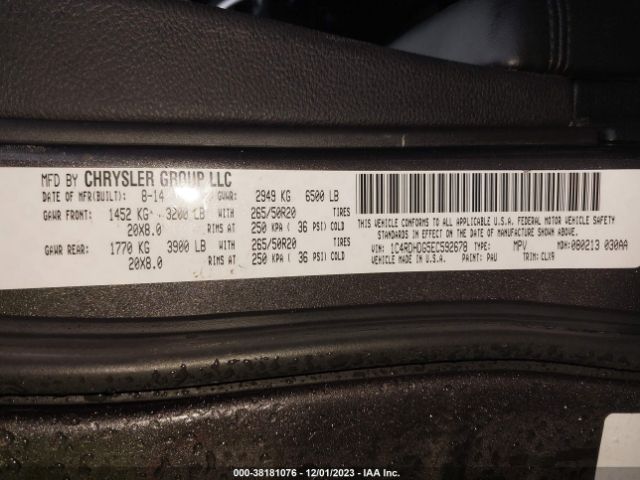 MFD BY CHRYSLER GROUP LLC
DATE OF MFR(BUILT): 8-14 GVWR: 2949 KG 6500 LB
GAWR FRONT: 1452 KG 3200 LB WITH 265/50R20 TIRES
20X8.0 RIMS AT 250 KPA ( 36 PSI) COLD
GAWR REAR: 1770 KG 3900 LB WITH 265/50R20 TIRES
20X8.0 RIMS AT 250 KPA ( 36 PSI) COLD
THIS VEHICLE CONFORMS TO ALL APPLICABLE U.S.A. FEDERAL MOTOR VEHICLE SAFETY
STANDARDS IN EFFECT ON THE DATE OF MANUFACTURE SHOWN ABOVE.
VIN: 1C4RDHDG5EC592678 TYPE: MPV MDH: 080213 030AA
VEHICLE MADE IN U.S.A. PAINT: PAU TRIM: CLX9
000-38181076 - 12/01/2023 - IAA Inc.